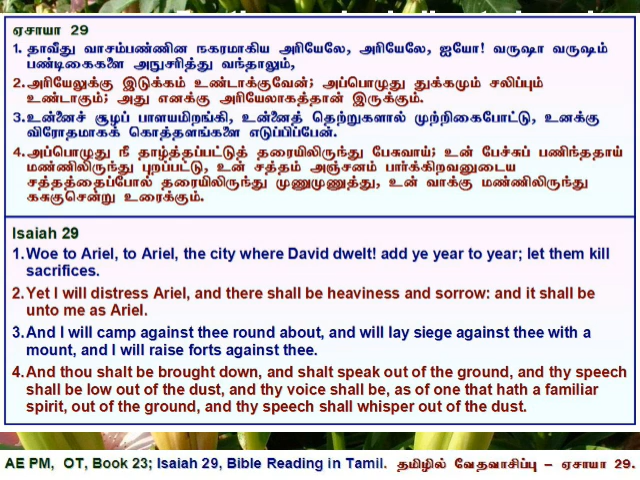 ஏசாயா 29
1. தாவீது வாசம்பண்ணின நகரமாகிய அரியேலே, அரியேலே, ஐயோ! வருஷா வருஷம்
பண்டிகைகளை அநுசரித்து வந்தாலும்,
2.அரியேலுக்கு இடுக்கம் உண்டாக்குவேன்; அப்பொழுது துக்கமும் சலிப்பும்
உண்டாகும்; அது எனக்கு அரியேலாகத்தான் இருக்கும்.
3.உன்னைச் சூழப் பாளயமிறங்கி, உன்னைத் தெற்றுகளால் முற்றிகைபோட்டு, உனக்கு
விரோதமாகக் கொத்தளங்களை எடுப்பிப்பேன்.
4.அப்பொழுது நீ தாழ்த்தப்பட்டுத் தரையிலிருந்து பேசுவாய்; உன் பேச்சுப் பணிந்ததாய்
மண்ணிலிருந்து புறப்பட்டு, உன் சத்தம் அஞ்சனம் பார்க்கிறவனுடைய
சத்தத்தைப்போல் தரையிலிருந்து முணுமுணுத்து, உன் வாக்கு மண்ணிலிருந்து
கசுகுசென்று உரைக்கும்.
Isaiah 29
1.Woe to Ariel, to Ariel, the city where David dwelt! add ye year to year; let them kill
sacrifices.
2.Yet I will distress Ariel, and there shall be heaviness and sorrow: and it shall be
unto me as Ariel.
3.And I will camp against thee round about, and will lay siege against thee with a
mount, and I will raise forts against thee.
4.And thou shalt be brought down, and shalt speak out of the ground, and thy speech
shall be low out of the dust, and thy voice shall be, as of one that hath a familiar
spirit, out of the ground, and thy speech shall whisper out of the dust.
AE PM, OT, Book 23; Isaiah 29, Bible Reading in Tamil. தமிழில் வேதவாசிப்பு – ஏசாயா 29.